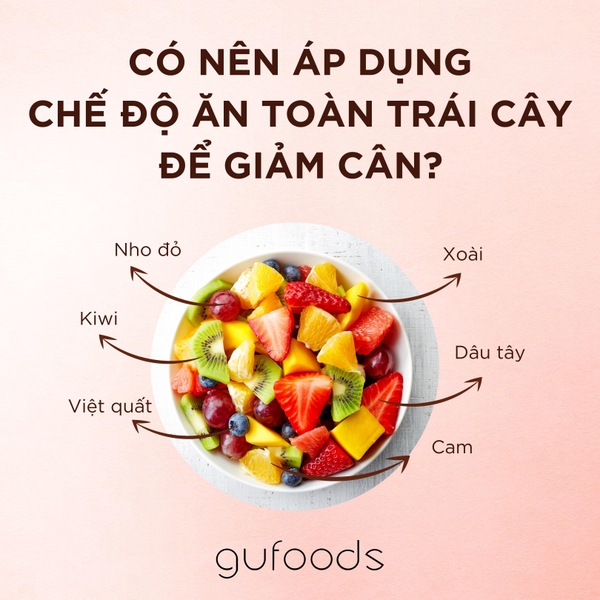 CÓ NÊN ÁP DỤNG
CHẾ ĐỘ ĂN TOÀN TRÁI CÂY
ĐỂ GIẢM CÂN?
Nho đỏ
Xoài
Kiwi
Dâu tây
Việt quất
Cam
gufoods